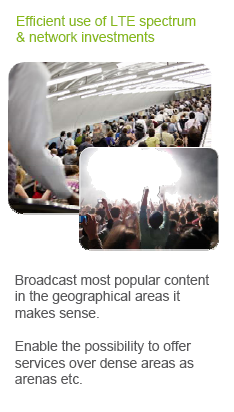 Efficient use of LTE spectrum
& network investments
Broadcast most popular content
in the geographical areas it
makes sense.
Enable the possibility to offer
services over dense areas as
arenas etc.